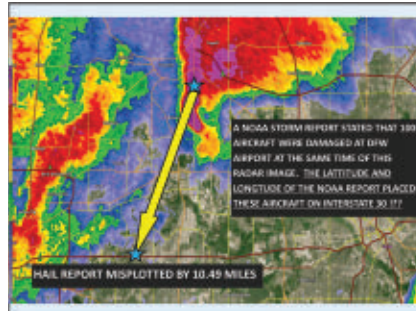 A NOAA STORM REPORT STATED THAT 100
AIRCRAFT WERE DAMAGED AT DFW
AIRPORT AT THE SAME TIME OF THIS
RADAR IMAGE. THE LATTITUDE AND
LONGTUDE OF THE NOAA REPORT PLACED
THESE AIRCRAFT ON INTERSTATE 30 !??
HAIL REPORT MISPLOTTED BY 10.49 MILES